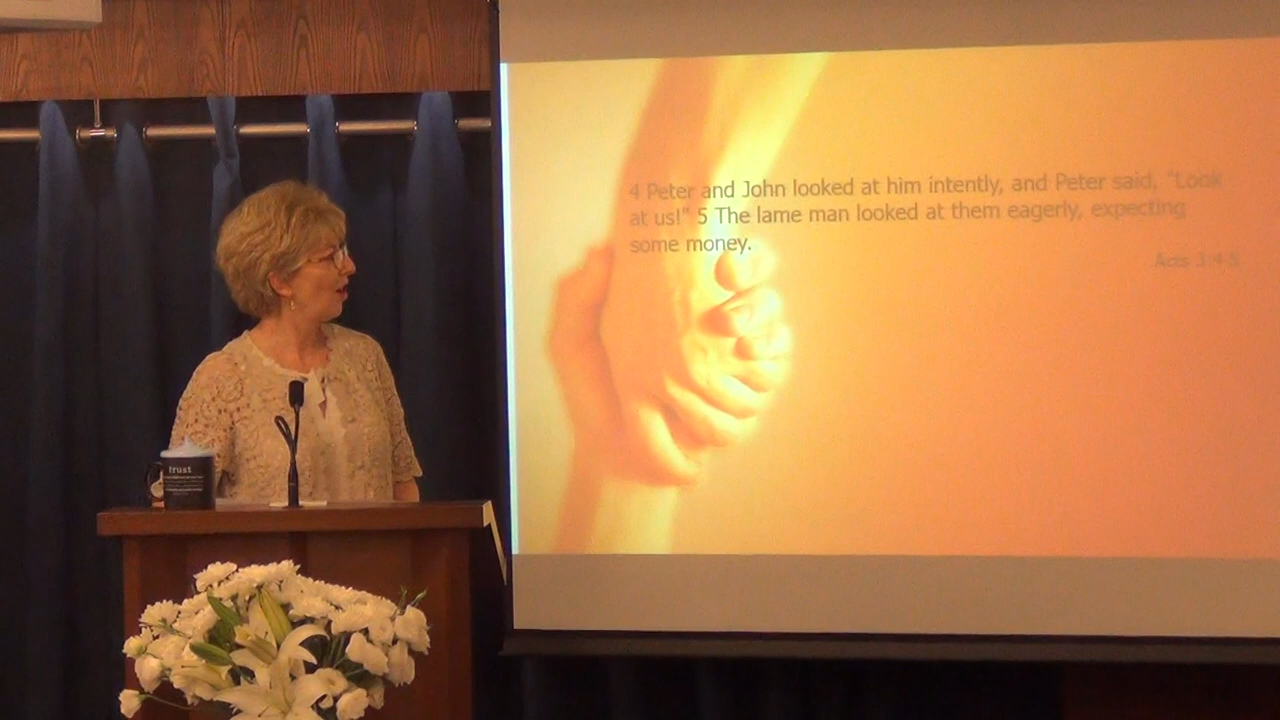 4 Peter and John looked at him intently, and Peter said, "Look
at us!" 5 The lame man looked at them eagerly, expecting
some money.
Acts 3:4-5
trust